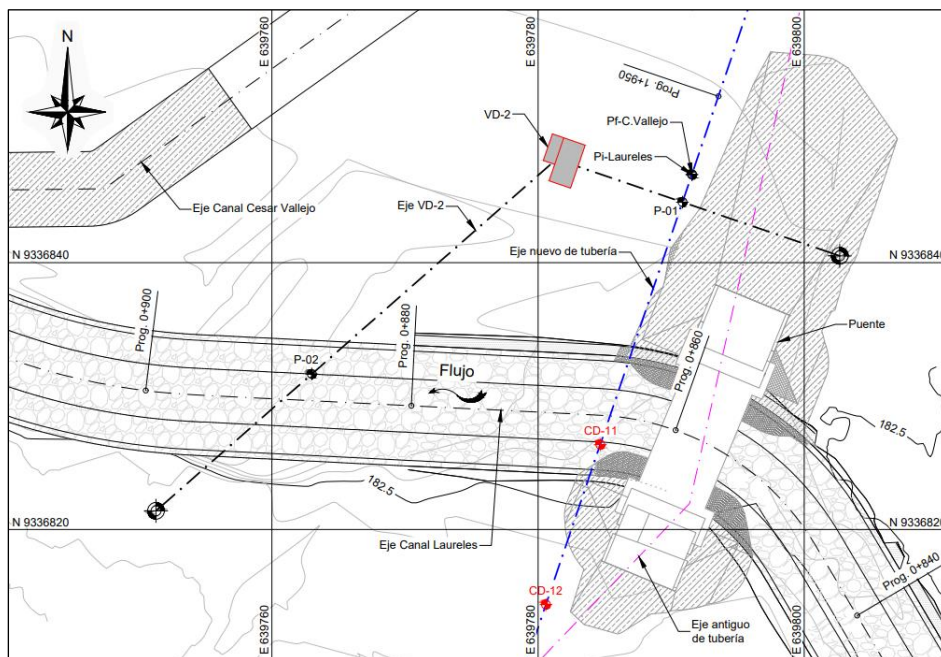 N
E 639760
E 639780
E 639800
Prog. 1+950
VD-2
Pf-C.Vallejo
Pi-Laureles
Eje Canal Cesar Vallejo
Eje VD-2
P-01
Eje nuevo de tubería
N 9336840
N 9336840
Prog. 0+900
Prog. 0+880
Prog. 0+860
Puente
P-02
Flujo
CD-11
182.5
182.5
N 9336820
N 9336820
Eje Canal Laureles
Prog. 0+840
CD-12
Eje antiguo
de tubería
E 639760
E 639780
E 639800